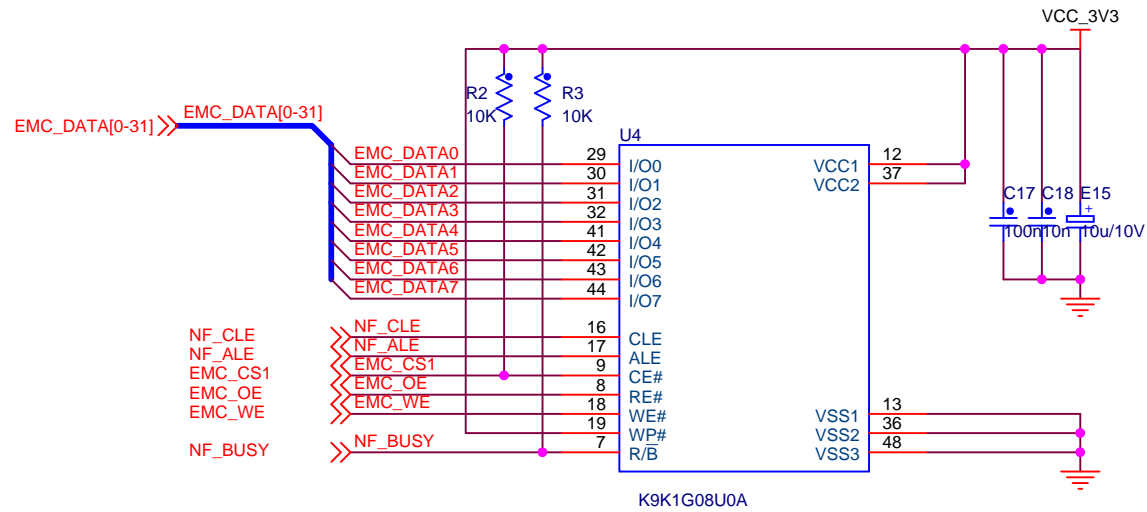 VCC_3V3
R2
10K
R3
10K
EMC_DATA[0-31]
EMC_DATA[0-31]
U4
EMC_DATA0 29 I/O0
EMC_DATA1 30 I/O1
EMC_DATA2 31 I/O2
EMC_DATA3 32 I/O3
EMC_DATA4 41 I/O4
EMC_DATA5 42 I/O5
EMC_DATA6 43 I/O6
EMC_DATA7 44 I/O7
12 VCC1
37 VCC2
C17
100n
C18
10n
E15
+
10u/10V
NF_CLE NF_CLE 16 CLE
NF_ALE NF_ALE 17 ALE
EMC_CS1 EMC_CS1 9 CE#
EMC_OE EMC_OE 8 RE#
EMC_WE EMC_WE 18 WE#
19 WP#
NF_BUSY NF_BUSY 7 R/B
VSS1 13
VSS2 36
VSS3 48
K9K1G08U0A